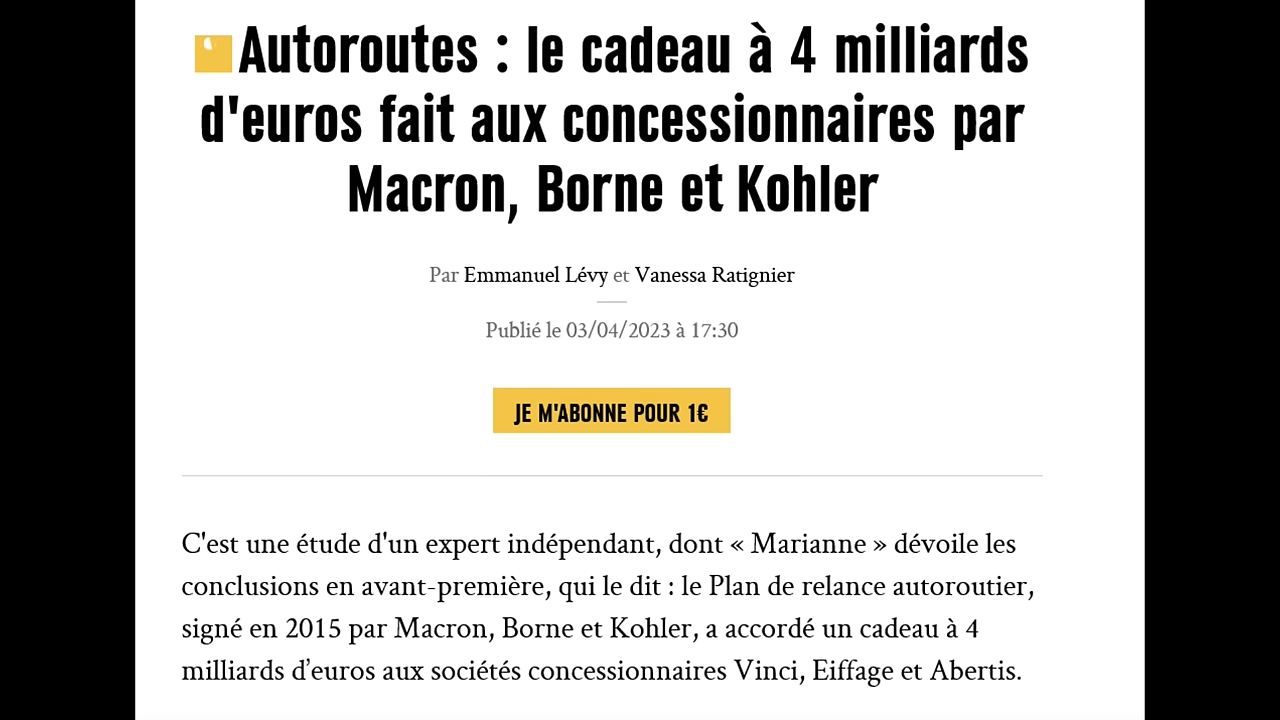 Autoroutes : le cadeau à 4 milliards
d'euros fait aux concessionnaires par
Macron, Borne et Kohler
Par Emmanuel Lévy et Vanessa Ratignier
Publié le 03/04/2023 à 17:30
JE M'ABONNE POUR 1€
C'est une étude d'un expert indépendant, dont « Marianne » dévoile les
conclusions en avant-première, qui le dit : le Plan de relance autoroutier,
signé en 2015 par Macron, Borne et Kohler, a accordé un cadeau à 4
milliards d’euros aux sociétés concessionnaires Vinci, Eiffage et Abertis.